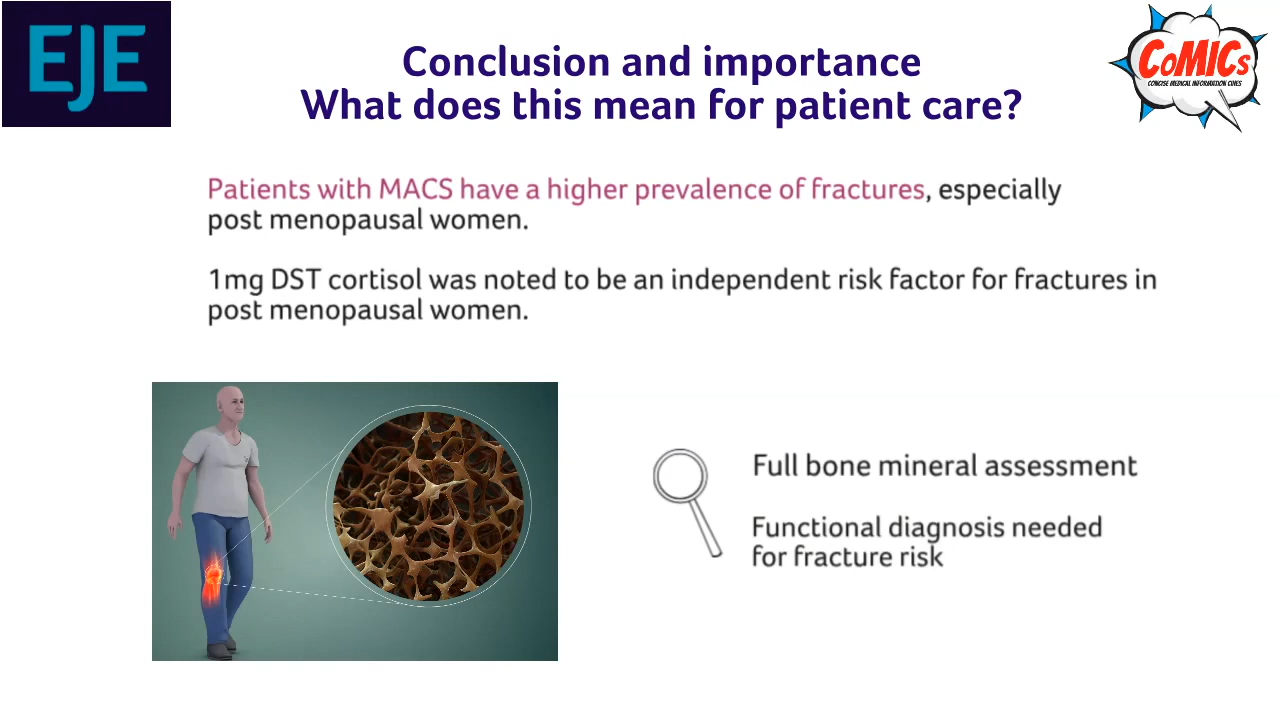 EJE
Conclusion and importance
What does this mean for patient care?
CoMICs
CONCISE MEDICAL INFORMATION CINES
Patients with MACS have a higher prevalence of fractures, especially
post menopausal women.
1mg DST cortisol was noted to be an independent risk factor for fractures in
post menopausal women.
Full bone mineral assessment
Functional diagnosis needed
for fracture risk